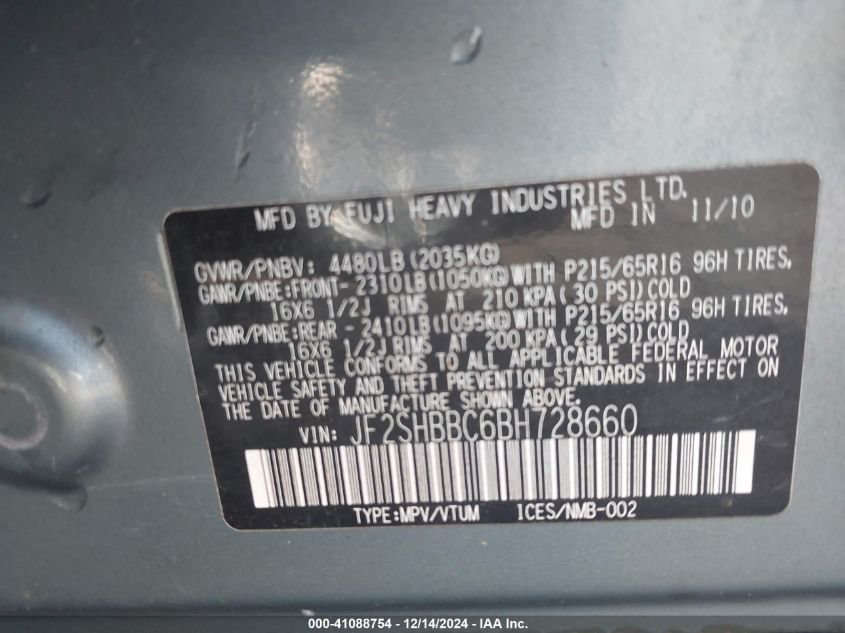 MFD BY FUJI HEAVY INDUSTRIES LTD.
MFD IN 11/10
GVWR/PNBV: 4480LB(2035KG)
GAWR/PNBE:FRONT-2310LB(1050KG)WITH P215/65R16 96H TIRES,
16X6 1/2J RIMS AT 210 KPA(30 PSI)COLD
GAWR/PNBE:REAR -2410LB(1095KG)WITH P215/65R16 96H TIRES,
16X6 1/2J RIMS AT 200 KPA(29 PSI)COLD
THIS VEHICLE CONFORMS TO ALL APPLICABLE FEDERAL MOTOR
VEHICLE SAFETY AND THEFT PREVENTION STANDARDS IN EFFECT ON
THE DATE OF MANUFACTURE SHOWN ABOVE.
VIN: JF2SHBBC6BH728660
TYPE:MPV/VTUM ICES/NMB-002
000-41088754 - 12/14/2024 - IAA, Inc.